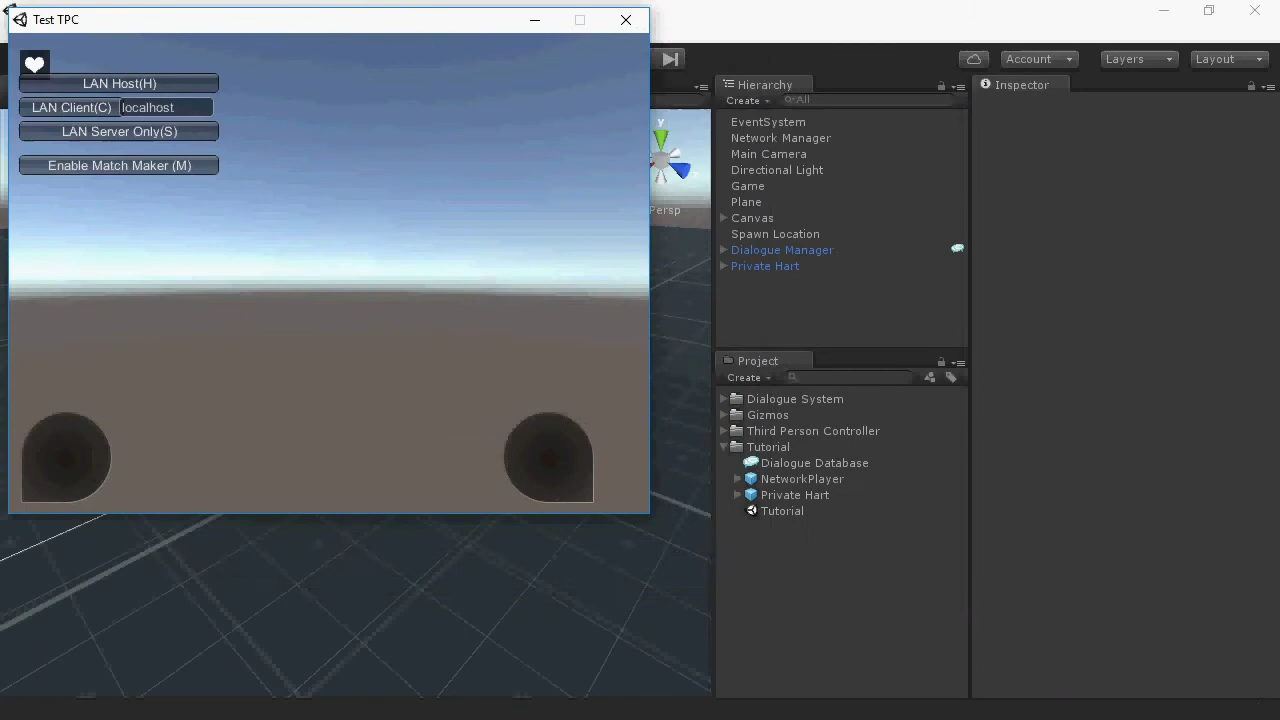 Test TPC
LAN Host(H)
LAN Client(C) localhost
LAN Server Only(S)
Enable Match Maker (M)
Account
Layers
Layout
y
Persp
Hierarchy
Create
All
EventSystem
Network Manager
Main Camera
Directional Light
Game
Plane
Canvas
Spawn Location
Dialogue Manager
Private Hart
Project
Create
Dialogue System
Gizmos
Third Person Controller
Tutorial
Dialogue Database
NetworkPlayer
Private Hart
Tutorial
Inspector